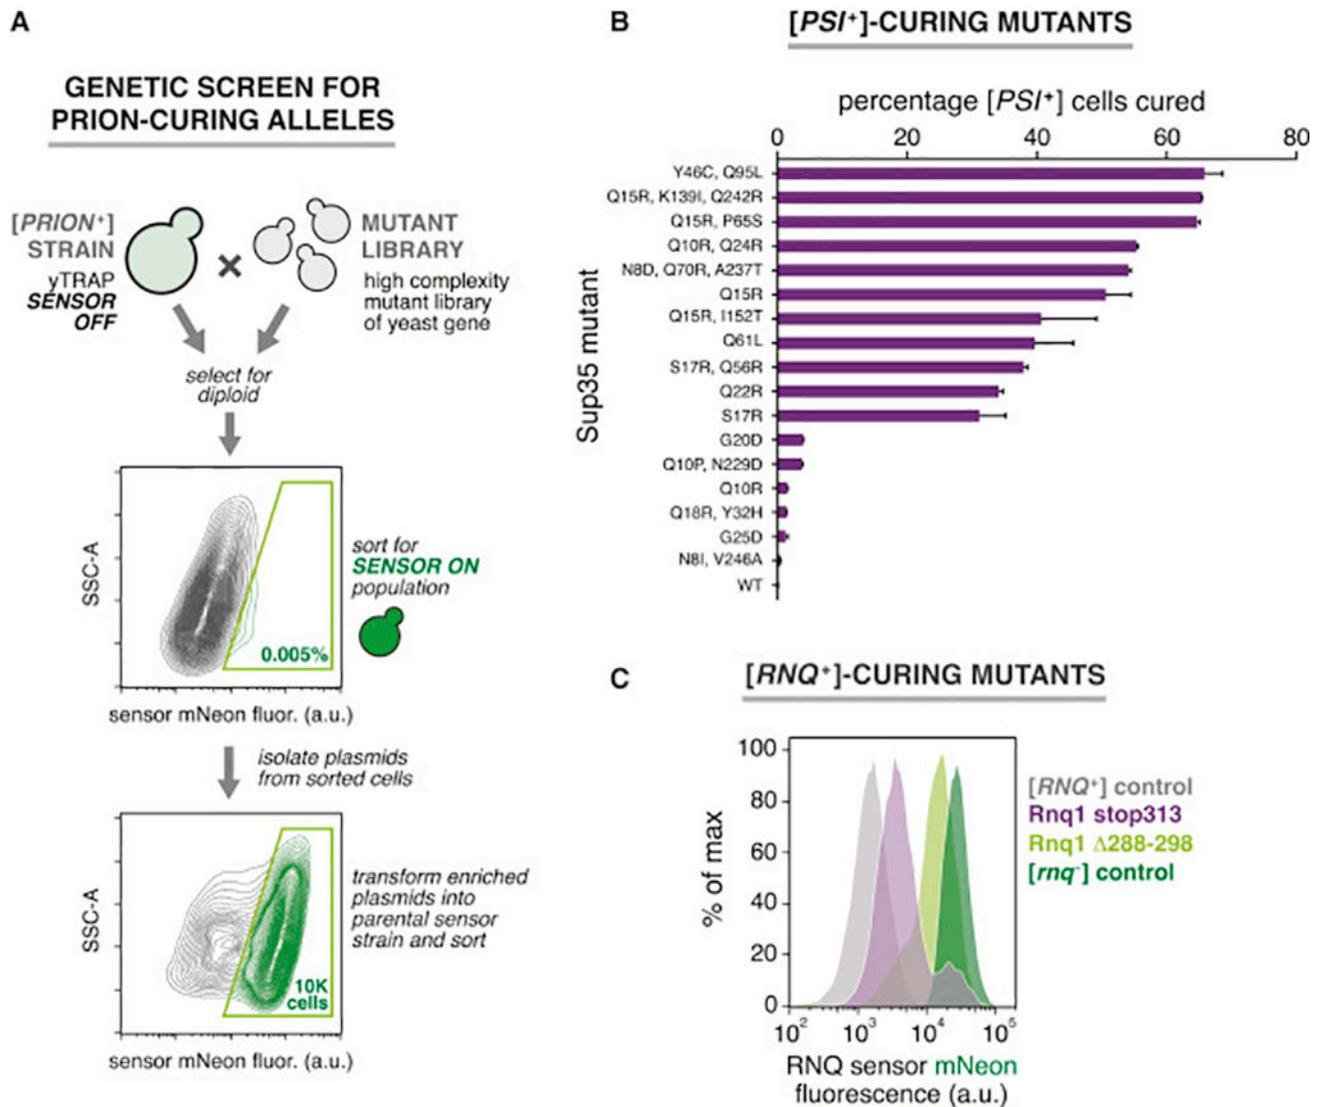 A
GENETIC SCREEN FOR
PRION-CURING ALLELES
[PRION⁺]
STRAIN
yTRAP
SENSOR
OFF
×
MUTANT
LIBRARY
high complexity
mutant library
of yeast gene
select for
diploid
SSC-A
0.005%
sensor mNeon fluor. (a.u.)
sort for
SENSOR ON
population
isolate plasmids
from sorted cells
SSC-A
10K
cells
sensor mNeon fluor. (a.u.)
transform enriched
plasmids into
parental sensor
strain and sort
B
[PSI⁺]-CURING MUTANTS
percentage [PSI⁺] cells cured
0 20 40 60 80
Sup35 mutant
Y46C, Q95L
Q15R, K139I, Q242R
Q15R, P65S
Q10R, Q24R
N8D, Q70R, A237T
Q15R
Q15R, I152T
Q61L
S17R, Q56R
Q22R
S17R
G20D
Q10P, N229D
Q10R
Q18R, Y32H
G25D
N8I, V246A
WT
C
[RNQ⁺]-CURING MUTANTS
% of max
100
80
60
40
20
0
10² 10³ 10⁴ 10⁵
RNQ sensor mNeon
fluorescence (a.u.)
[RNQ⁺] control
Rnq1 stop313
Rnq1 Δ288-298
[rnq⁻] control